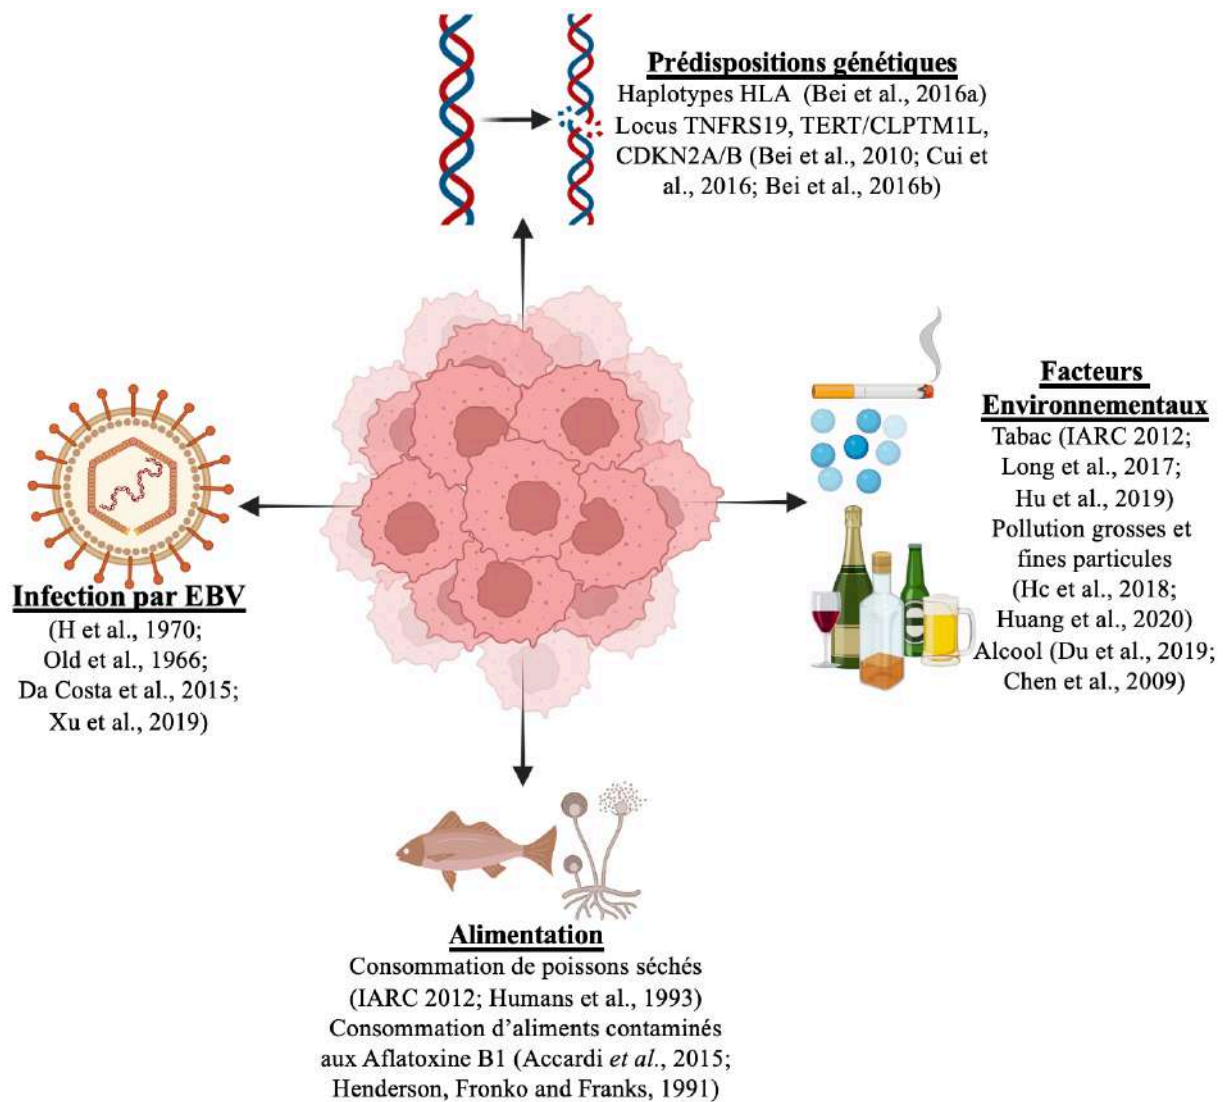 Prédispositions génétiques
Haplotypes HLA (Bei et al., 2016a)
Locus TNFRS19, TERT/CLPTM1L,
CDKN2A/B (Bei et al., 2010; Cui et
al., 2016; Bei et al., 2016b)
Facteurs
Environnementaux
Tabac (IARC 2012;
Long et al., 2017;
Hu et al., 2019)
Pollution grosses et
fines particules
(Hc et al., 2018;
Huang et al., 2020)
Alcool (Du et al., 2019;
Chen et al., 2009)
Infection par EBV
(H et al., 1970;
Old et al., 1966;
Da Costa et al., 2015;
Xu et al., 2019)
Alimentation
Consommation de poissons séchés
(IARC 2012; Humans et al., 1993)
Consommation d'aliments contaminés
aux Aflatoxine B1 (Accardi et al., 2015;
Henderson, Fronko and Franks, 1991)